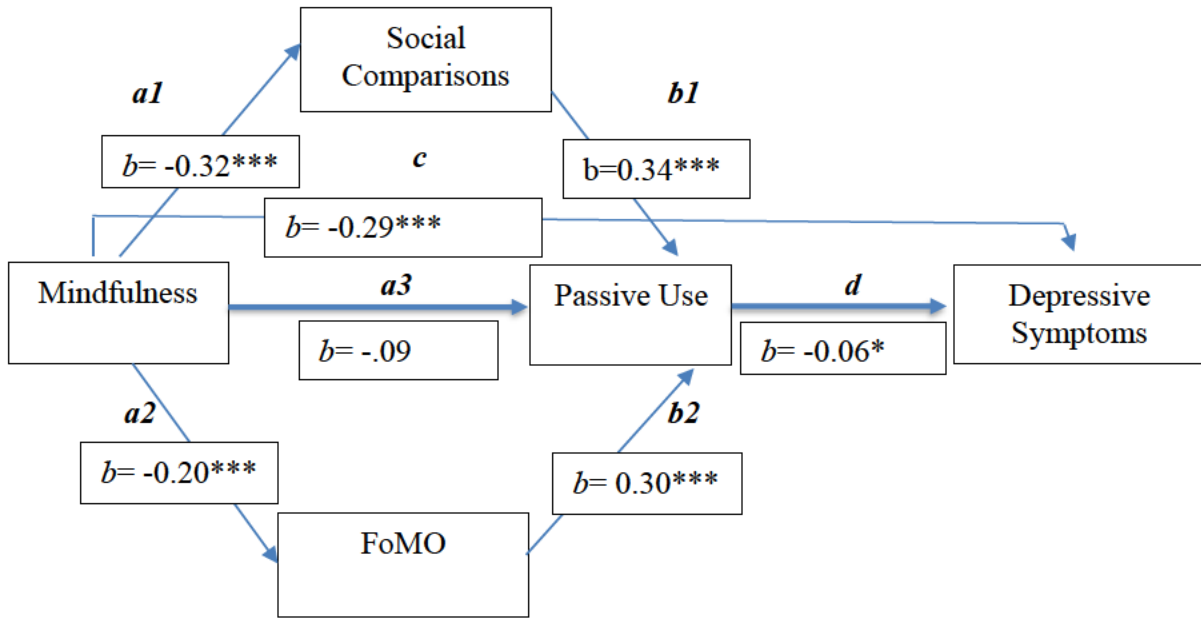 Social
Comparisons
a1
b1
b= -0.32***
c
b=0.34***
b= -0.29***
Mindfulness
a3
Passive Use
d
Depressive
Symptoms
b= -.09
b= -0.06*
a2
b2
b= -0.20***
b= 0.30***
FoMO